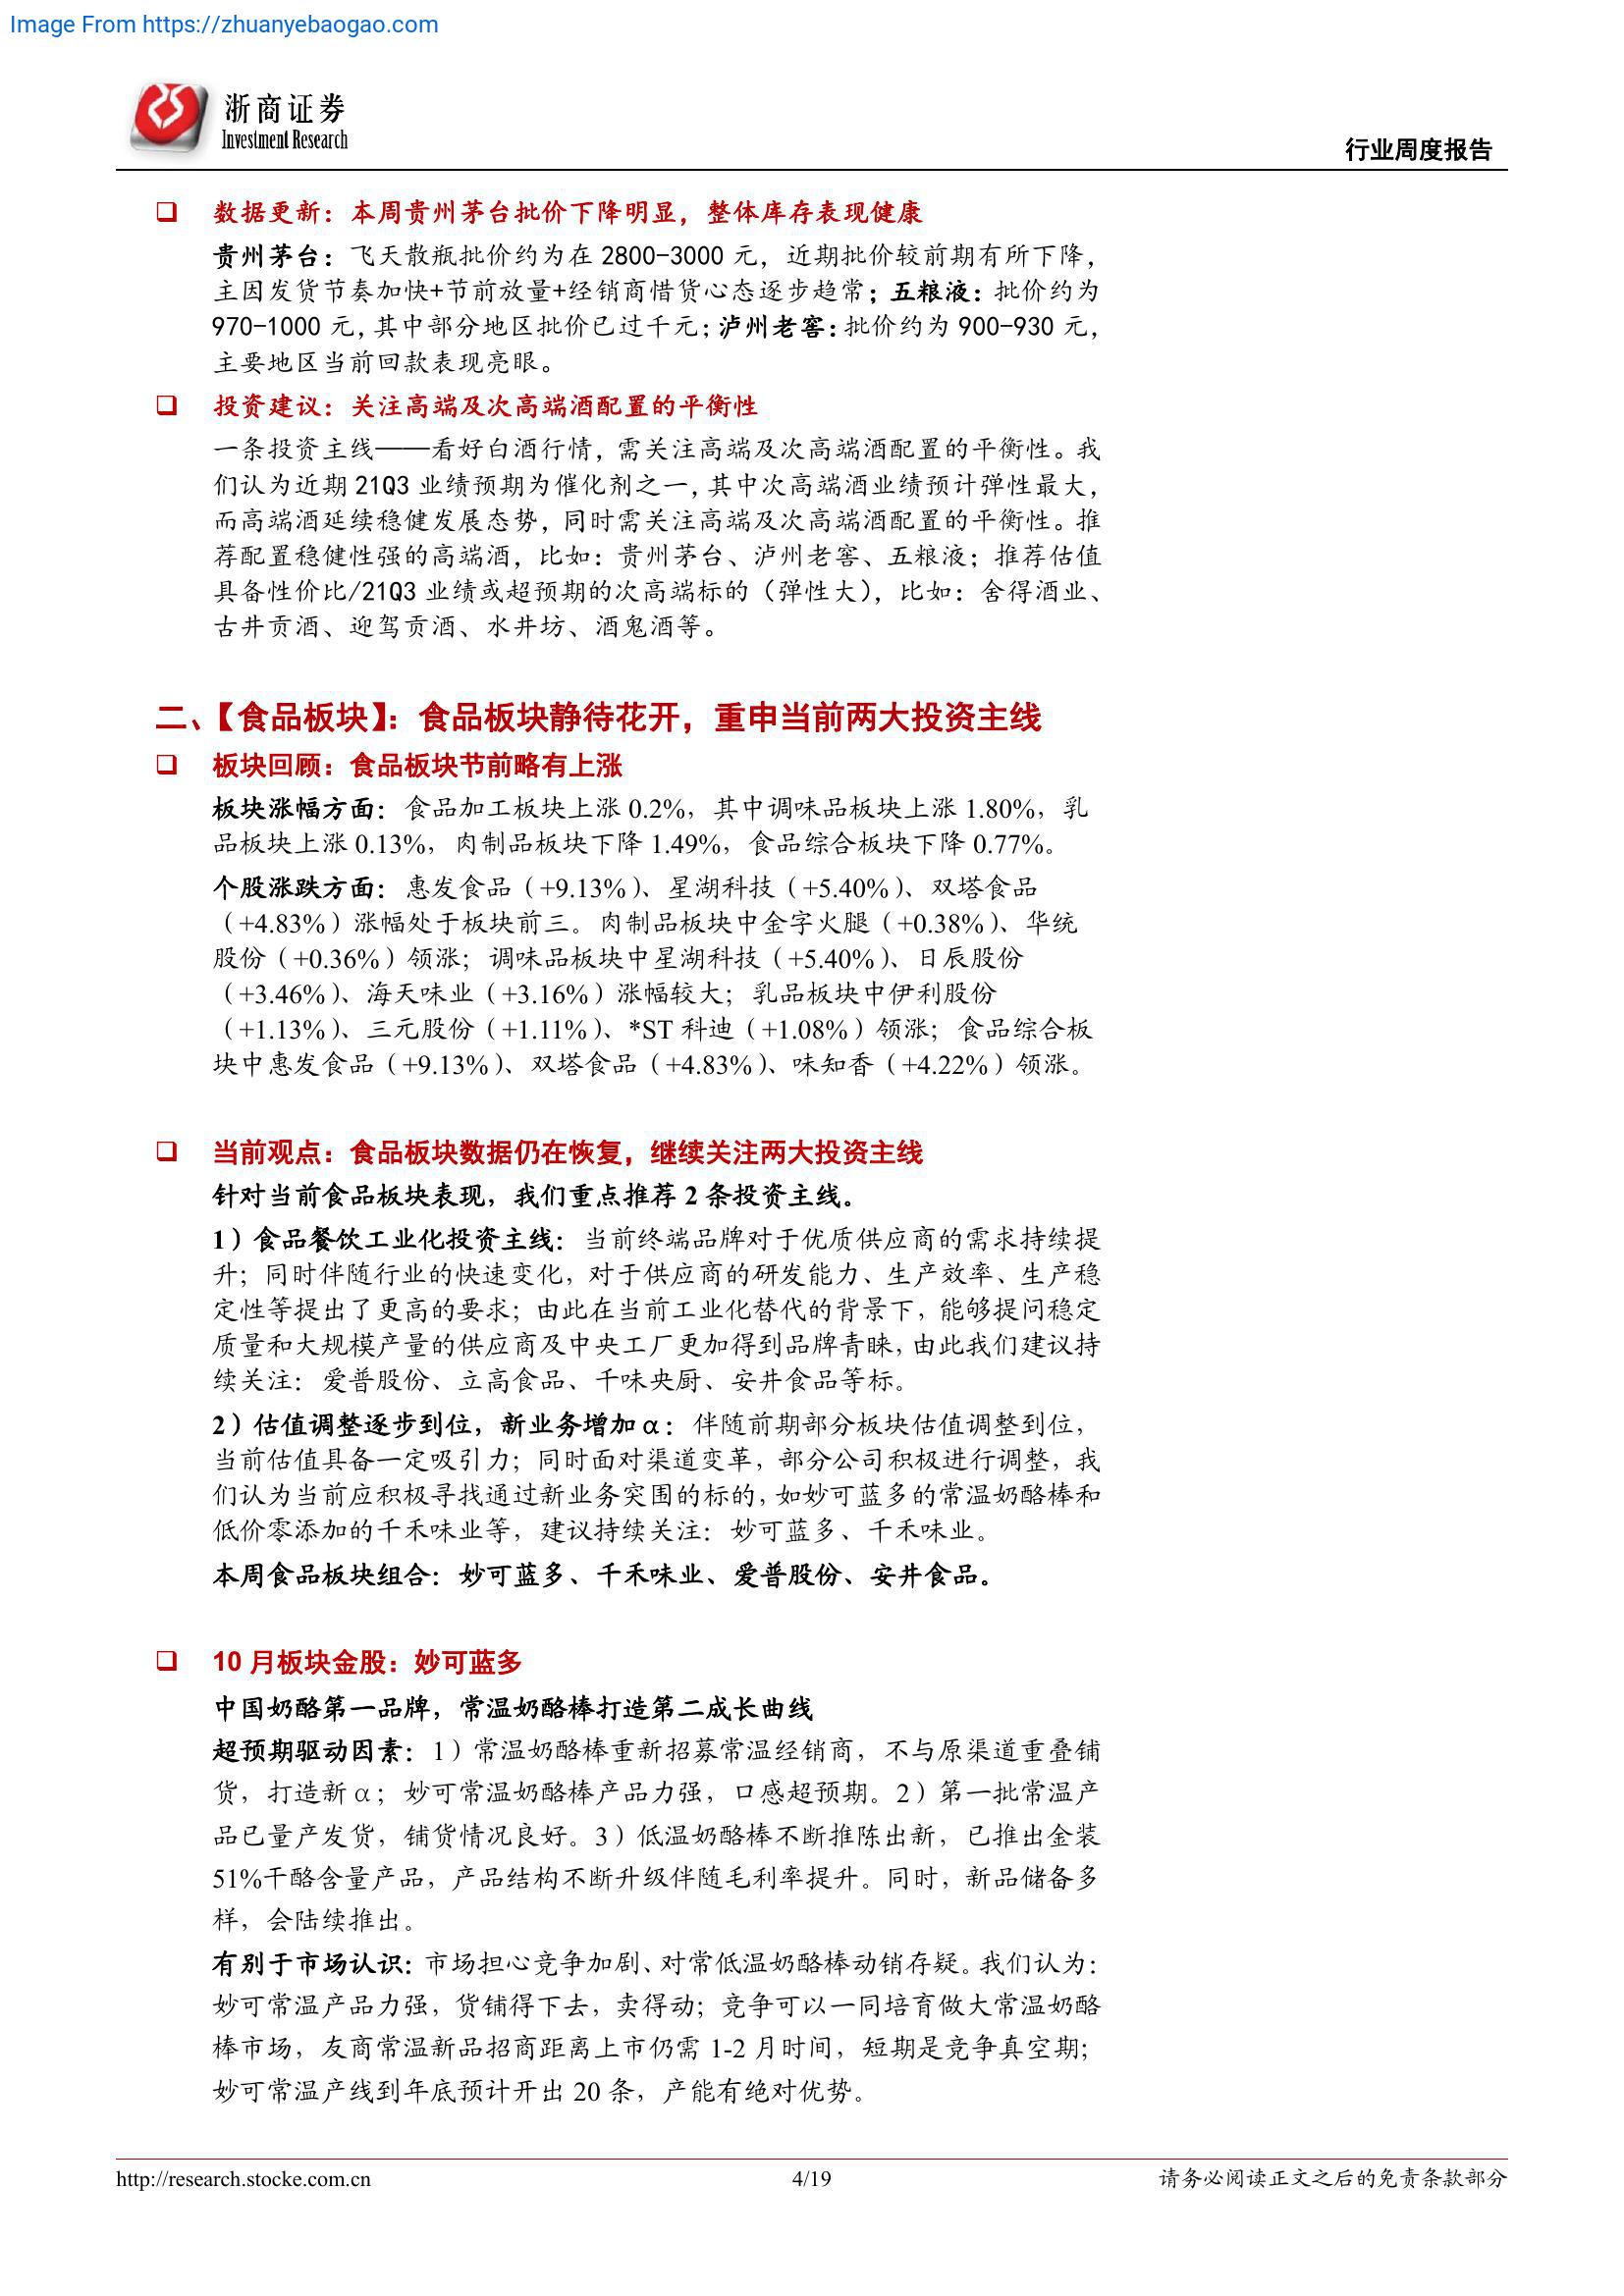 Image From https://zhuanyebaogao.com
浙商证券
Investment Research
行业周度报告
❑ 数据更新：本周贵州茅台批价下降明显，整体库存表现健康
贵州茅台：飞天散瓶批价约为在 2800-3000 元，近期批价较前期有所下降，
主因发货节奏加快+节前放量+经销商惜货心态逐步趋常；五粮液：批价约为
970-1000 元，其中部分地区批价已过千元；泸州老窖：批价约为 900-930 元，
主要地区当前回款表现亮眼。
❑ 投资建议：关注高端及次高端酒配置的平衡性
一条投资主线——看好白酒行情，需关注高端及次高端酒配置的平衡性。我
们认为近期 21Q3 业绩预期为催化剂之一，其中次高端酒业绩预计弹性最大，
而高端酒延续稳健发展态势，同时需关注高端及次高端酒配置的平衡性。推
荐配置稳健性强的高端酒，比如：贵州茅台、泸州老窖、五粮液；推荐估值
具备性价比/21Q3 业绩或超预期的次高端标的（弹性大），比如：舍得酒业、
古井贡酒、迎驾贡酒、水井坊、酒鬼酒等。
二、【食品板块】：食品板块静待花开，重申当前两大投资主线
❑ 板块回顾：食品板块节前略有上涨
板块涨幅方面：食品加工板块上涨 0.2%，其中调味品板块上涨 1.80%，乳
品板块上涨 0.13%，肉制品板块下降 1.49%，食品综合板块下降 0.77%。
个股涨跌方面：惠发食品（+9.13%）、星湖科技（+5.40%）、双塔食品
（+4.83%）涨幅处于板块前三。肉制品板块中金字火腿（+0.38%）、华统
股份（+0.36%）领涨；调味品板块中星湖科技（+5.40%）、日辰股份
（+3.46%）、海天味业（+3.16%）涨幅较大；乳品板块中伊利股份
（+1.13%）、三元股份（+1.11%）、*ST 科迪（+1.08%）领涨；食品综合板
块中惠发食品（+9.13%）、双塔食品（+4.83%）、味知香（+4.22%）领涨。
❑ 当前观点：食品板块数据仍在恢复，继续关注两大投资主线
针对当前食品板块表现，我们重点推荐 2 条投资主线。
1）食品餐饮工业化投资主线：当前终端品牌对于优质供应商的需求持续提
升；同时伴随行业的快速变化，对于供应商的研发能力、生产效率、生产稳
定性等提出了更高的要求；由此在当前工业化替代的背景下，能够提问稳定
质量和大规模产量的供应商及中央工厂更加得到品牌青睐，由此我们建议持
续关注：爱普股份、立高食品、千味央厨、安井食品等标。
2）估值调整逐步到位，新业务增加 α：伴随前期部分板块估值调整到位，
当前估值具备一定吸引力；同时面对渠道变革，部分公司积极进行调整，我
们认为当前应积极寻找通过新业务突围的标的，如妙可蓝多的常温奶酪棒和
低价零添加的千禾味业等，建议持续关注：妙可蓝多、千禾味业。
本周食品板块组合：妙可蓝多、千禾味业、爱普股份、安井食品。
❑ 10 月板块金股：妙可蓝多
中国奶酪第一品牌，常温奶酪棒打造第二成长曲线
超预期驱动因素：1）常温奶酪棒重新招募常温经销商，不与原渠道重叠铺
货，打造新 α；妙可常温奶酪棒产品力强，口感超预期。2）第一批常温产
品已量产发货，铺货情况良好。3）低温奶酪棒不断推陈出新，已推出金装
51%干酪含量产品，产品结构不断升级伴随毛利率提升。同时，新品储备多
样，会陆续推出。
有别于市场认识：市场担心竞争加剧、对常低温奶酪棒动销存疑。我们认为：
妙可常温产品力强，货铺得下去，卖得动；竞争可以一同培育做大常温奶酪
棒市场，友商常温新品招商距离上市仍需 1-2 月时间，短期是竞争真空期；
妙可常温产线到年底预计开出 20 条，产能有绝对优势。
http://research.stocke.com.cn
4/19
请务必阅读正文之后的免责条款部分